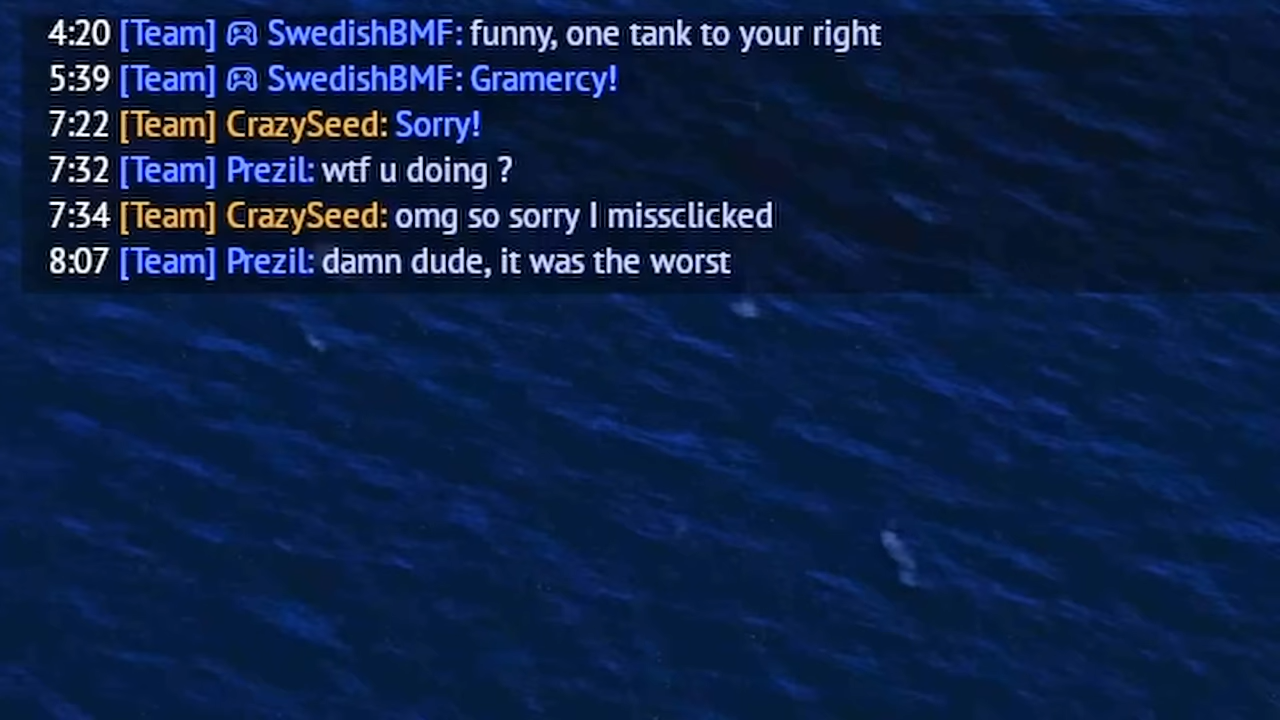 4:20 [Team] SwedishBMF: funny, one tank to your right
5:39 [Team] SwedishBMF: Gramercy!
7:22 [Team] CrazySeed: Sorry!
7:32 [Team] Prezil: wtf u doing ?
7:34 [Team] CrazySeed: omg so sorry I missclicked
8:07 [Team] Prezil: damn dude, it was the worst